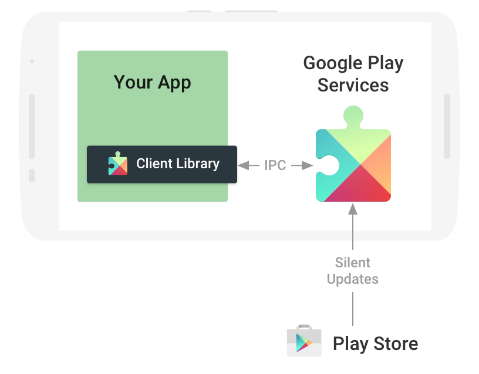 Your App
Google Play
Services
Client Library
IPC
Silent
Updates
Play Store